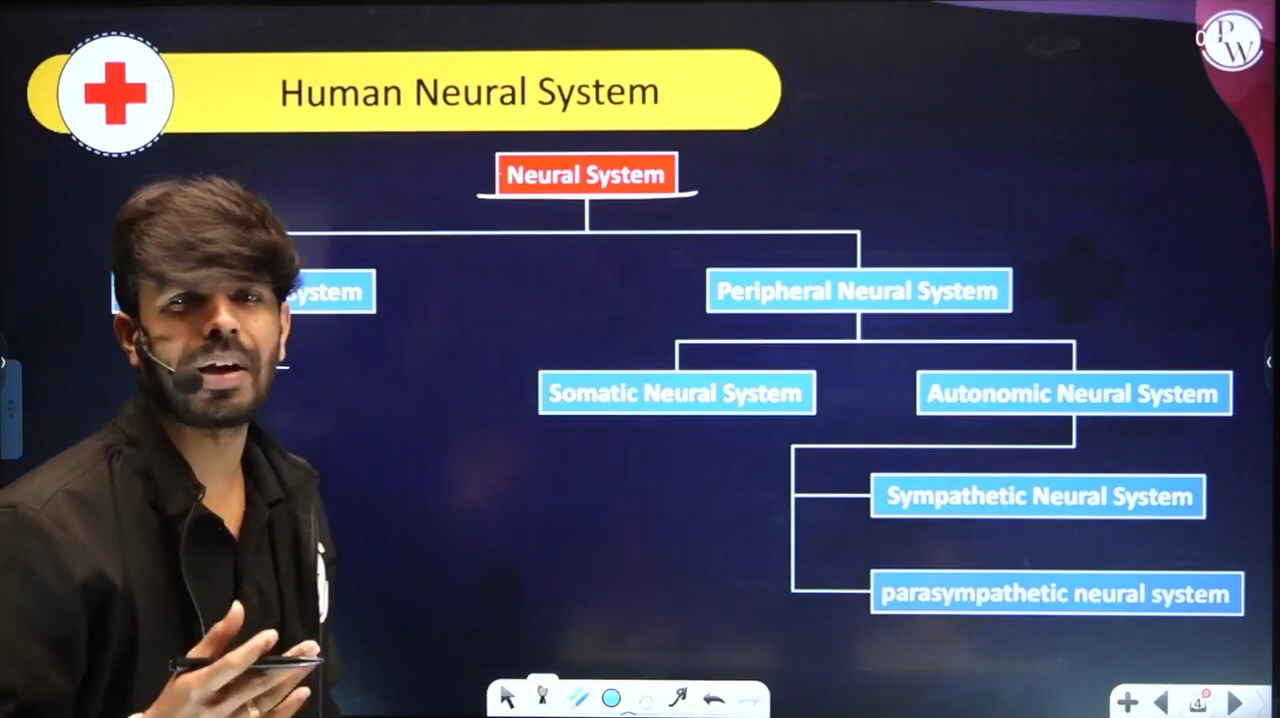 PW
Human Neural System
Neural System
System
Peripheral Neural System
Somatic Neural System
Autonomic Neural System
Sympathetic Neural System
parasympathetic neural system
4